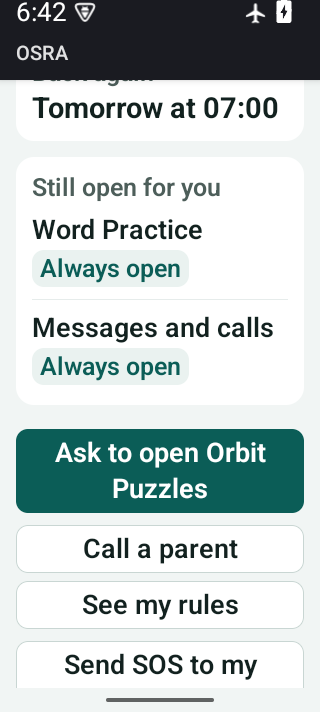 6:42
OSRA
Tomorrow at 07:00
Still open for you
Word Practice
Always open
Messages and calls
Always open
Ask to open Orbit
Puzzles
Call a parent
See my rules
Send SOS to my